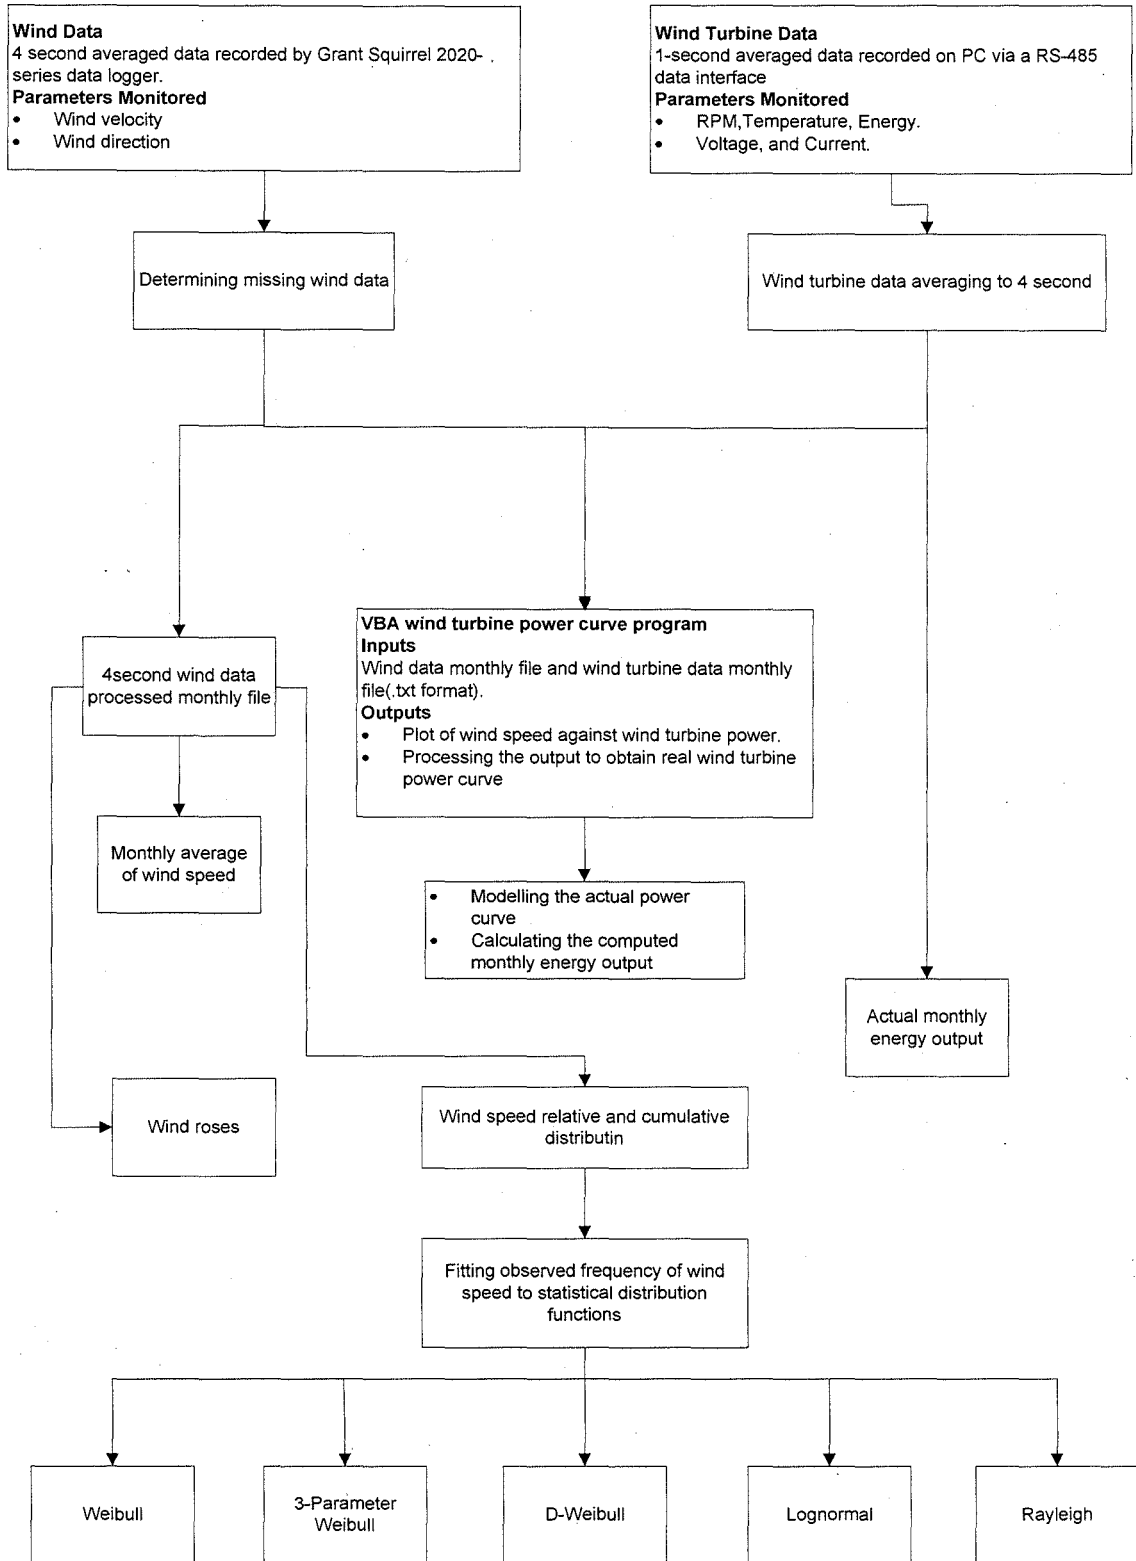 Wind Data
4 second averaged data recorded by Grant Squirrel 2020-
series data logger.
Parameters Monitored
• Wind velocity
• Wind direction
Wind Turbine Data
1-second averaged data recorded on PC via a RS-485
data interface
Parameters Monitored
• RPM,Temperature, Energy.
• Voltage, and Current.
Determining missing wind data
Wind turbine data averaging to 4 second
4second wind data
processed monthly file
VBA wind turbine power curve program
Inputs
Wind data monthly file and wind turbine data monthly
file(.txt format).
Outputs
• Plot of wind speed against wind turbine power.
• Processing the output to obtain real wind turbine
power curve
Monthly average
of wind speed
• Modelling the actual power
curve
• Calculating the computed
monthly energy output
Actual monthly
energy output
Wind roses
Wind speed relative and cumulative
distributin
Fitting observed frequency of wind
speed to statistical distribution
functions
Weibull
3-Parameter
Weibull
D-Weibull
Lognormal
Rayleigh